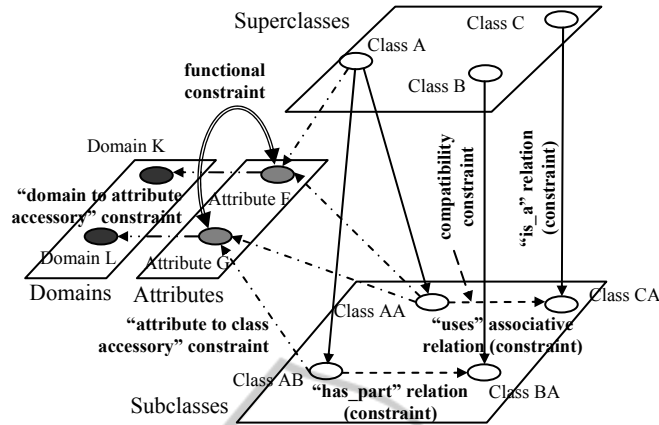 Superclasses
Class C
Class A
Class B
functional
constraint
Domain K
Attribute F
"domain to attribute
accessory" constraint
Domain L
Attribute G
Domains
Attributes
compatibility
constraint
"is_a" relation
(constraint)
Class AA
Class CA
"attribute to class
accessory" constraint
"uses" associative
relation (constraint)
Class AB
Class BA
"has_part" relation
(constraint)
Subclasses